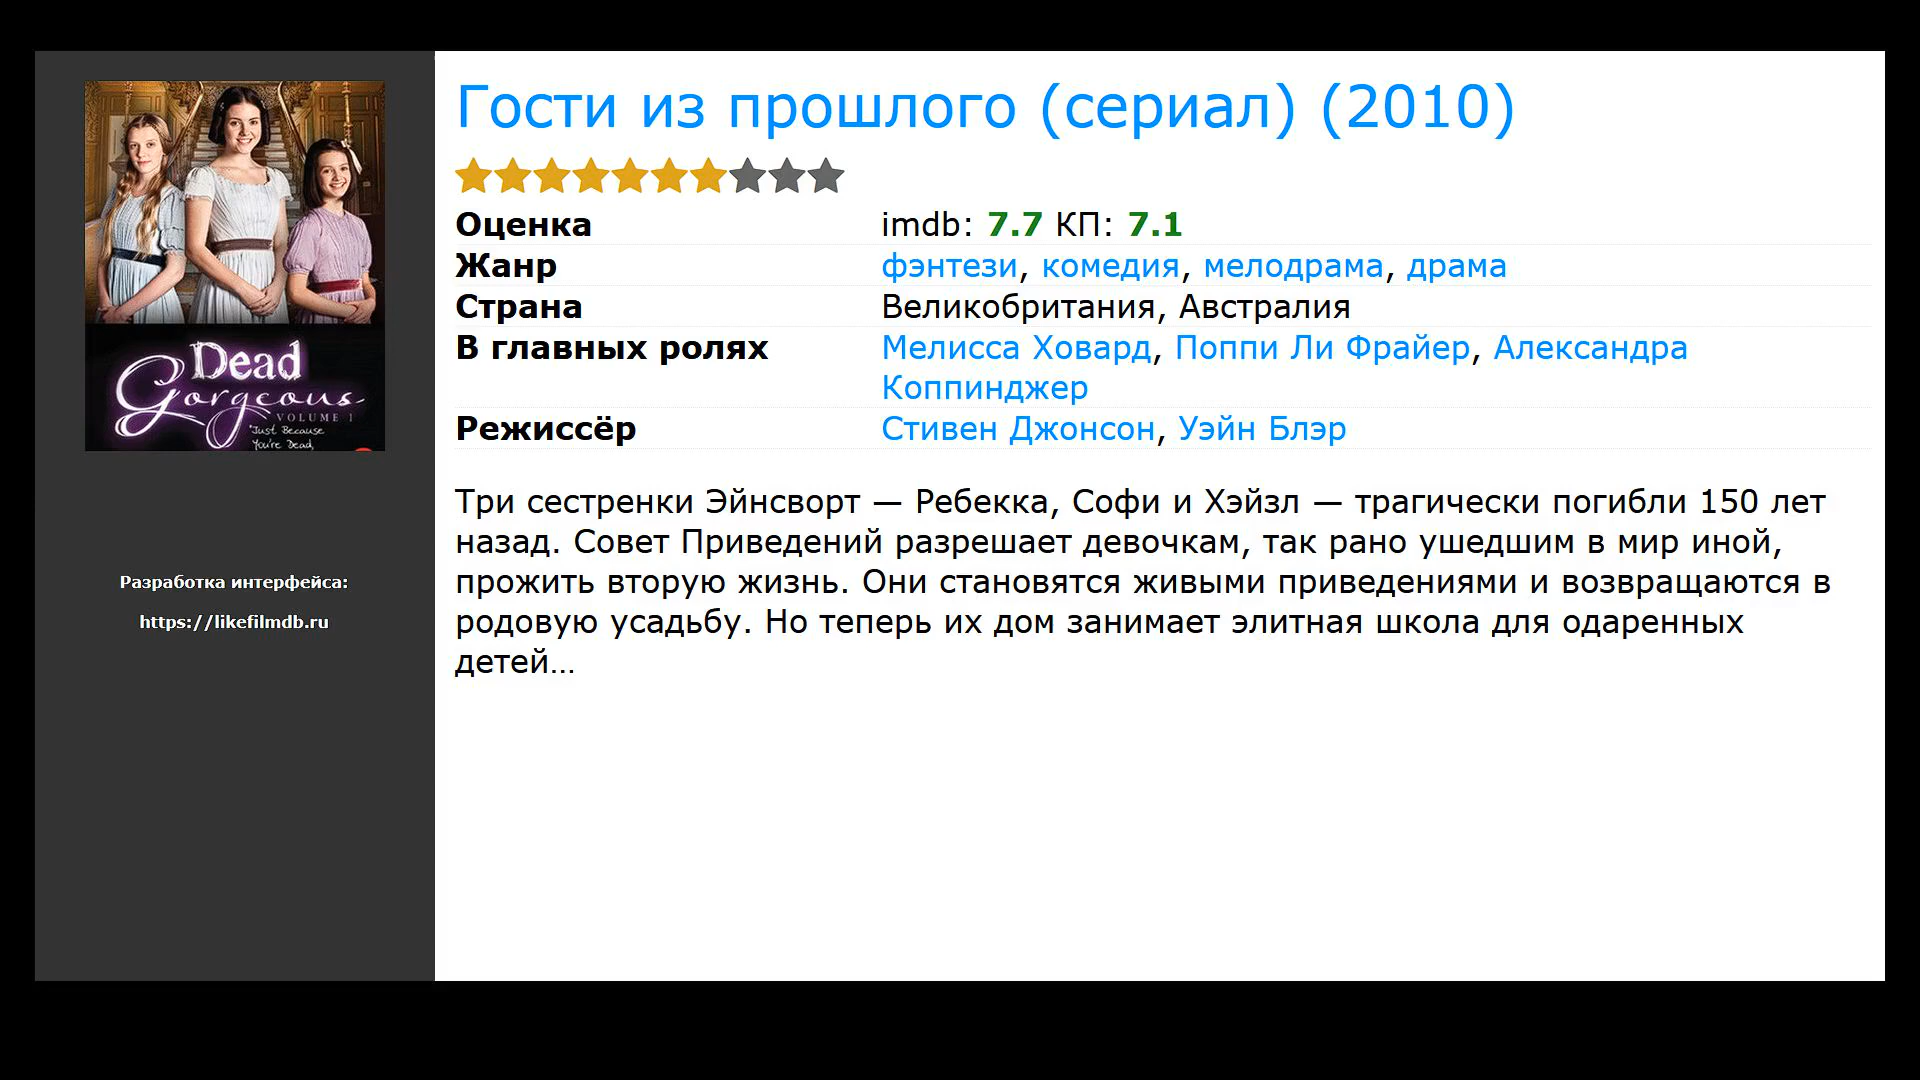 Гости из прошлого (сериал) (2010)
Оценка imdb: 7.7 КП: 7.1
Жанр фэнтези, комедия, мелодрама, драма
Страна Великобритания, Австралия
В главных ролях Мелисса Ховард, Поппи Ли Фрайер, Александра
Коппинджер
Режиссёр Стивен Джонсон, Уэйн Блэр
Три сестренки Эйнсворт — Ребекка, Софи и Хэйзл — трагически погибли 150 лет
назад. Совет Приведений разрешает девочкам, так рано ушедшим в мир иной,
прожить вторую жизнь. Они становятся живыми приведениями и возвращаются в
родовую усадьбу. Но теперь их дом занимает элитная школа для одаренных
детей…
Dead
Gorgeous
VOLUME 1
"Just Because
You're Dead,
Разработка интерфейса:
https://likefilmdb.ru